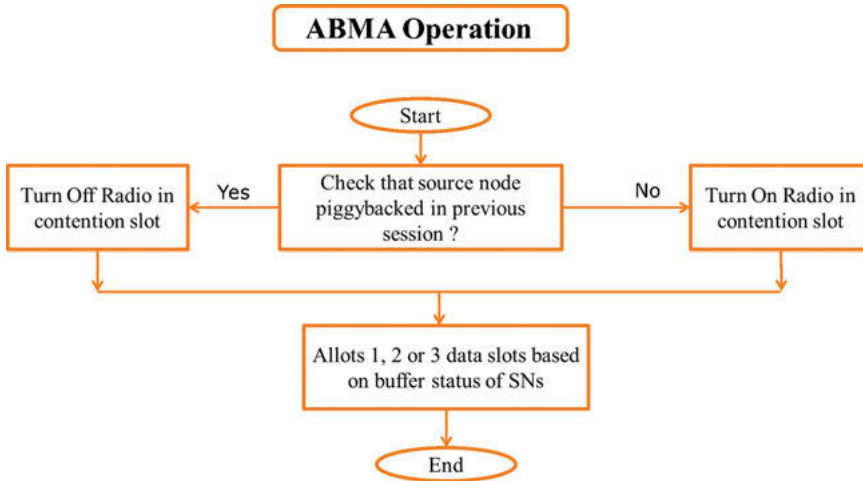 ABMA Operation
Start
Check that source node
piggybacked in previous
session ?
Yes
No
Turn Off Radio in
contention slot
Turn On Radio in
contention slot
Allots 1, 2 or 3 data slots based
on buffer status of SNs
End